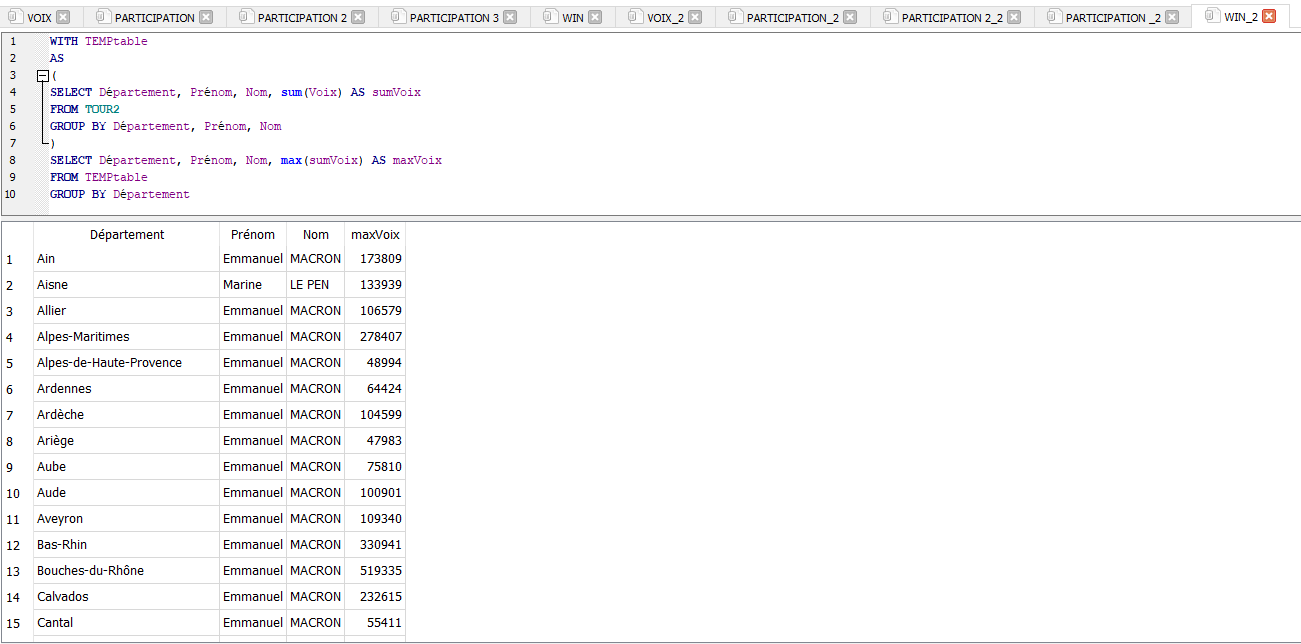 VOIX PARTICIPATION PARTICIPATION 2 PARTICIPATION 3 WIN VOIX_2 PARTICIPATION_2 PARTICIPATION 2_2 PARTICIPATION _2 WIN_2
1 WITH TEMPtable
2 AS
3 (
4 SELECT Département, Prénom, Nom, sum(Voix) AS sumVoix
5 FROM TOUR2
6 GROUP BY Département, Prénom, Nom
7 )
8 SELECT Département, Prénom, Nom, max(sumVoix) AS maxVoix
9 FROM TEMPtable
10 GROUP BY Département
Département Prénom Nom maxVoix
1 Ain Emmanuel MACRON 173809
2 Aisne Marine LE PEN 133939
3 Allier Emmanuel MACRON 106579
4 Alpes-Maritimes Emmanuel MACRON 278407
5 Alpes-de-Haute-Provence Emmanuel MACRON 48994
6 Ardennes Emmanuel MACRON 64424
7 Ardèche Emmanuel MACRON 104599
8 Ariège Emmanuel MACRON 47983
9 Aube Emmanuel MACRON 75810
10 Aude Emmanuel MACRON 100901
11 Aveyron Emmanuel MACRON 109340
12 Bas-Rhin Emmanuel MACRON 330941
13 Bouches-du-Rhône Emmanuel MACRON 519335
14 Calvados Emmanuel MACRON 232615
15 Cantal Emmanuel MACRON 55411